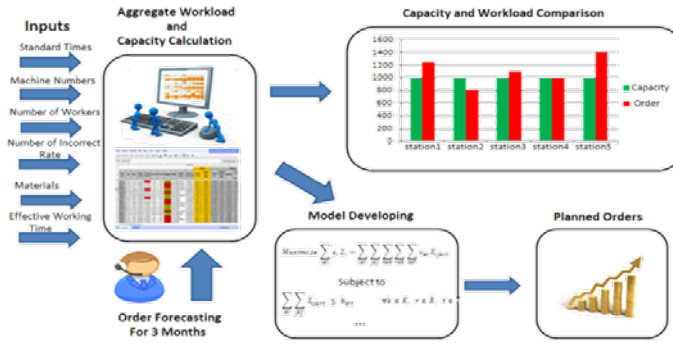 Inputs
Standard Times
Machine Numbers
Number of Workers
Number of Incorrect
Rate
Materials
Effective Working
Time
Aggregate Workload
and
Capacity Calculation
Order Forecasting
For 3 Months
Capacity and Workload Comparison
1600
1400
1200
1000
800
600
400
200
0
station1 station2 station3 station4 station5
Capacity
Order
Model Developing
Maximize
Subject to
...
Planned Orders